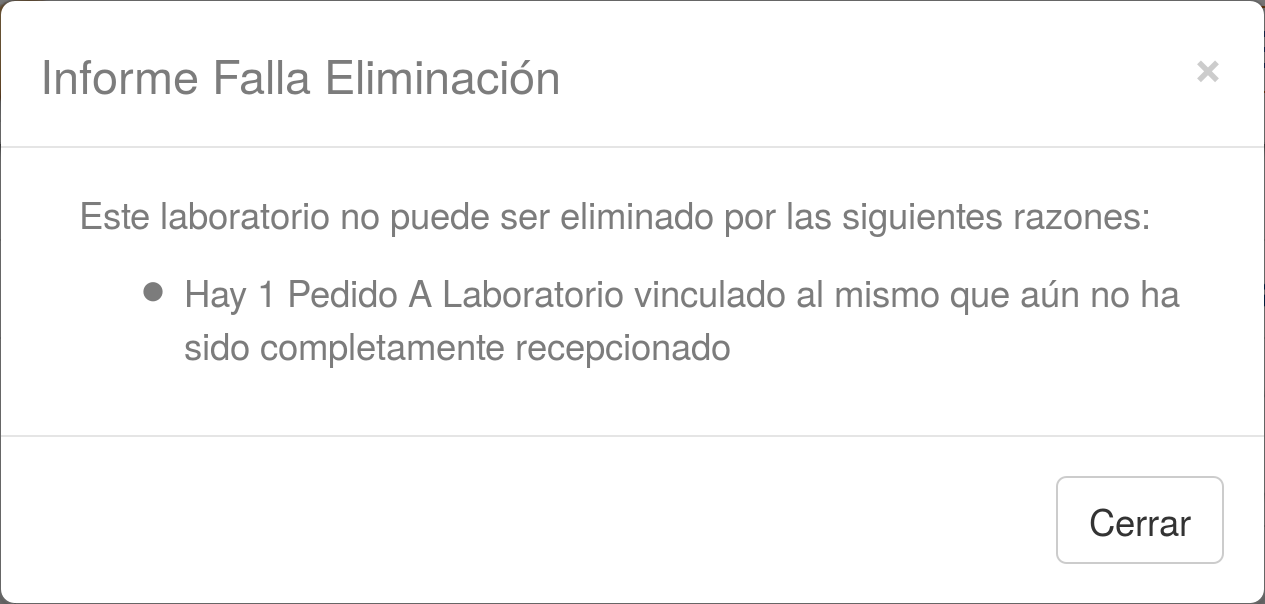 Informe Falla Eliminación
×
Este laboratorio no puede ser eliminado por las siguientes razones:
● Hay 1 Pedido A Laboratorio vinculado al mismo que aún no ha
sido completamente recepcionado
Cerrar